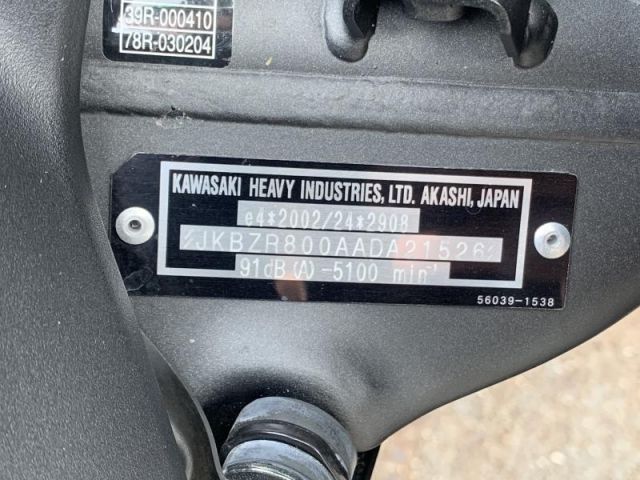 39R-000410
78R-030204
KAWASAKI HEAVY INDUSTRIES, LTD. AKASHI, JAPAN
e4*2002/24*2908
JKBZR800AADA21526
91dB(A)-5100 min⁻¹
56039-1538